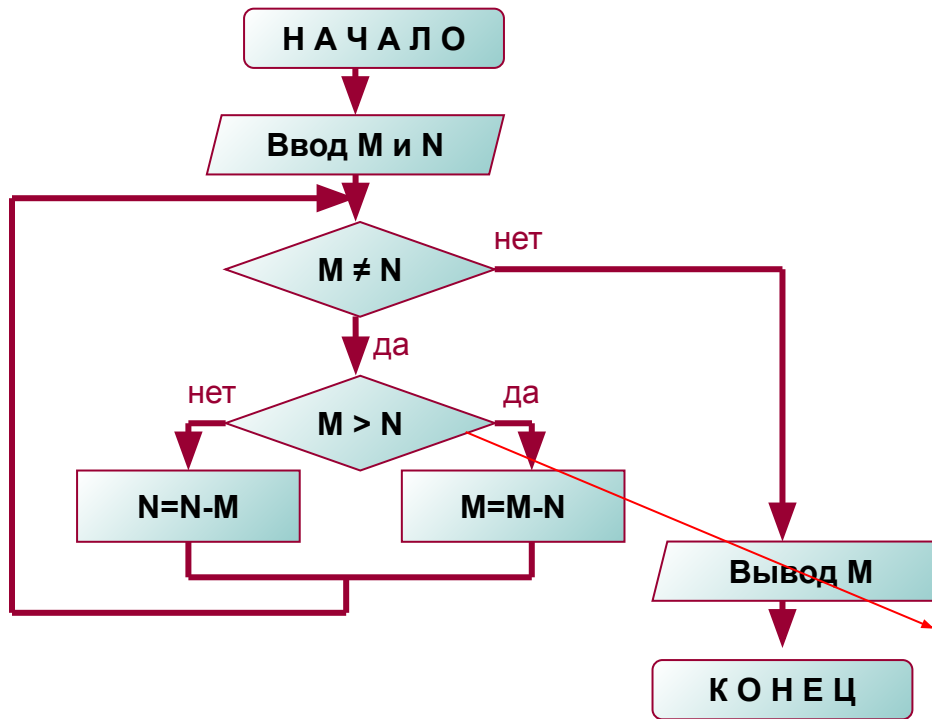 Н А Ч А Л О
Ввод M и N
нет
M ≠ N
да
нет
да
M > N
N=N-M
M=M-N
Вывод M
К О Н Е Ц